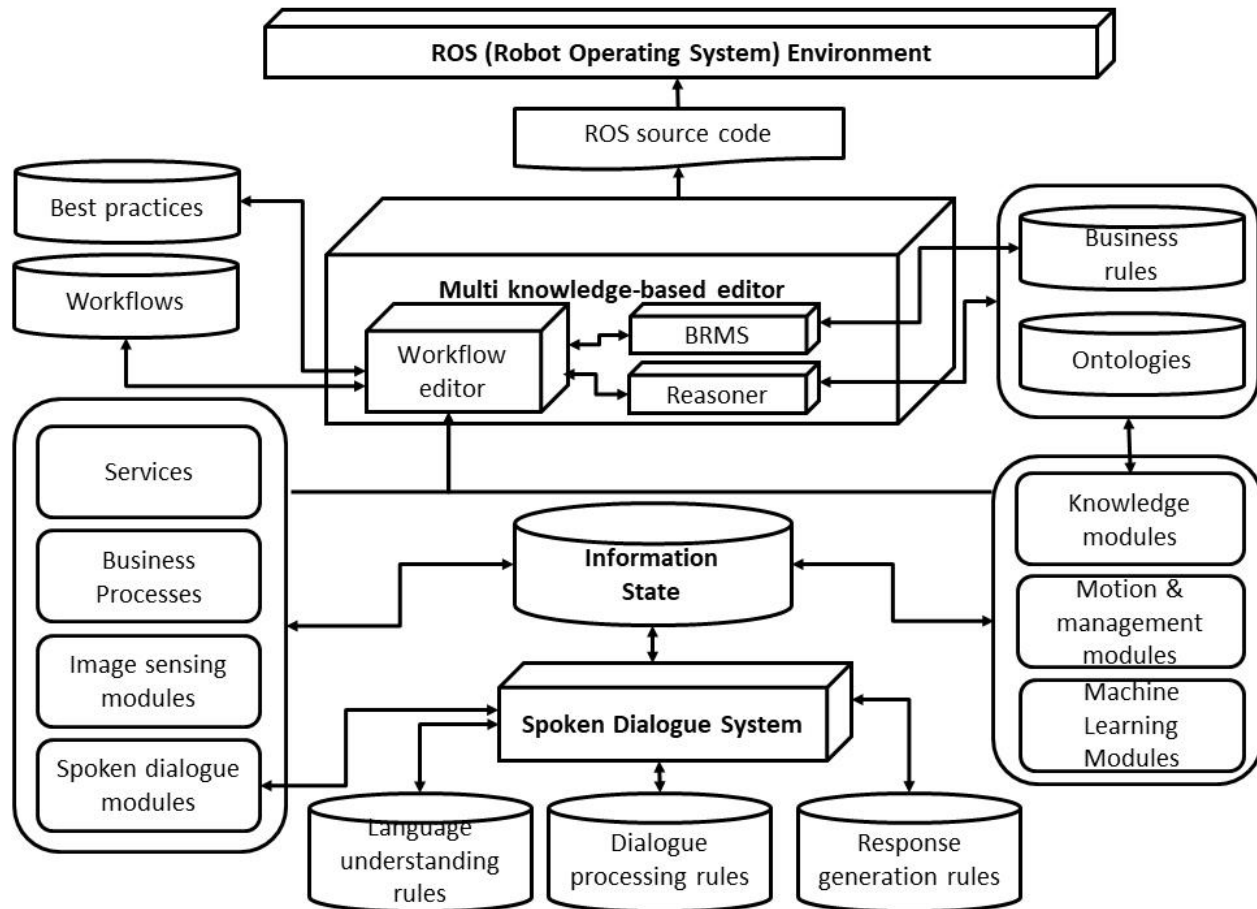 ROS (Robot Operating System) Environment
ROS source code
Best practices
Workflows
Multi knowledge-based editor
Workflow
editor
BRMS
Reasoner
Business
rules
Ontologies
Services
Business
Processes
Image sensing
modules
Spoken dialogue
modules
Information
State
Spoken Dialogue System
Knowledge
modules
Motion &
management
modules
Machine
Learning
Modules
Language
understanding
rules
Dialogue
processing rules
Response
generation rules